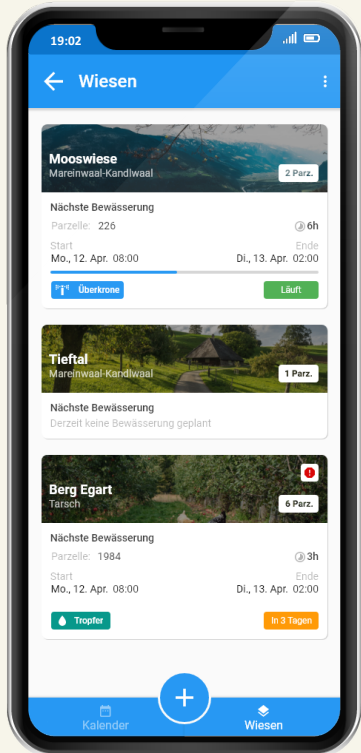 19:02
Wiesen
Mooswiese
Mareinwaal-Kandlwaal
2 Parz.
Nächste Bewässerung
Parzelle: 226
6h
Start
Ende
Mo., 12. Apr. 08:00
Di., 13. Apr. 02:00
Überkrone
Läuft
Tieftal
Mareinwaal-Kandlwaal
1 Parz.
Nächste Bewässerung
Derzeit keine Bewässerung geplant
Berg Egart
Tarsch
6 Parz.
Nächste Bewässerung
Parzelle: 1984
3h
Start
Ende
Mo., 12. Apr. 08:00
Di., 13. Apr. 02:00
Tropfer
In 3 Tagen
Kalender
Wiesen